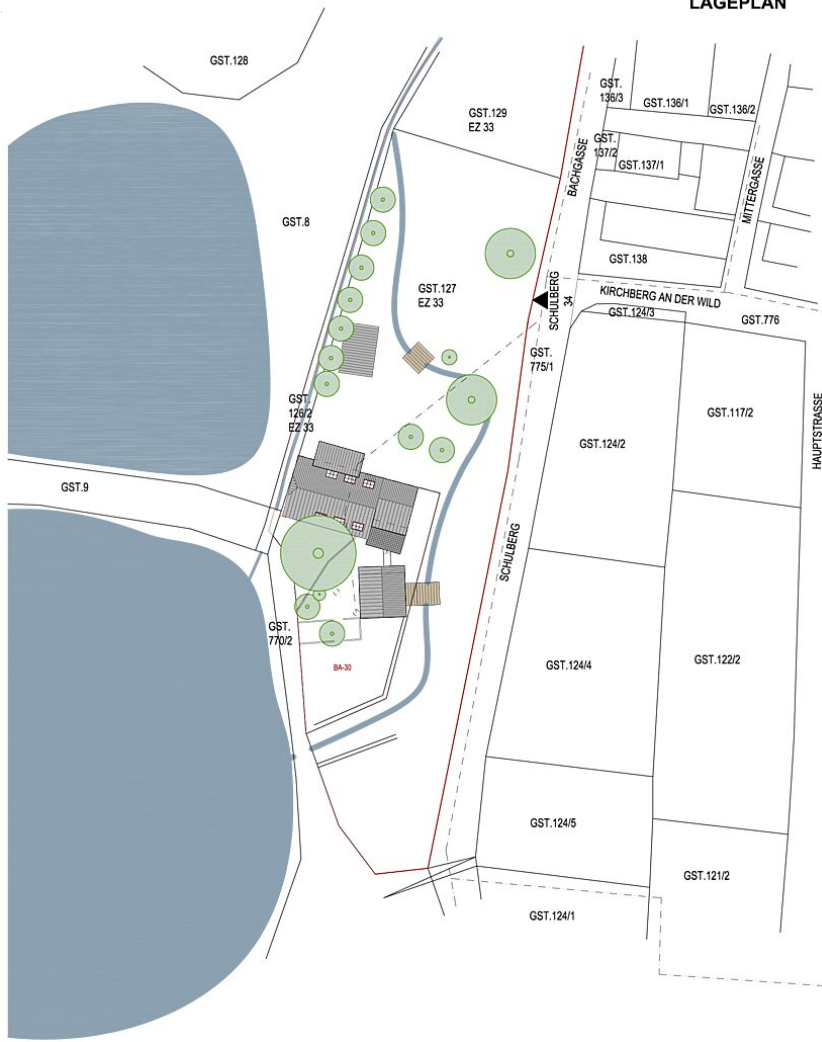 LAGEPLAN
GST.128
GST.129
EZ 33
GST.
136/3
GST.136/1
GST.136/2
GST.
137/2
GST.137/1
BACHGASSE
MITTERGASSE
GST.8
GST.138
GST.127
EZ 33
SCHULBERG
34
KIRCHBERG AN DER WILD
GST.124/3
GST.776
GST.
775/1
GST.
126/2
EZ 33
GST.117/2
HAUPTSTRASSE
GST.124/2
GST.9
SCHULBERG
GST.
770/2
BA-30
GST.124/4
GST.122/2
GST.124/5
GST.121/2
GST.124/1